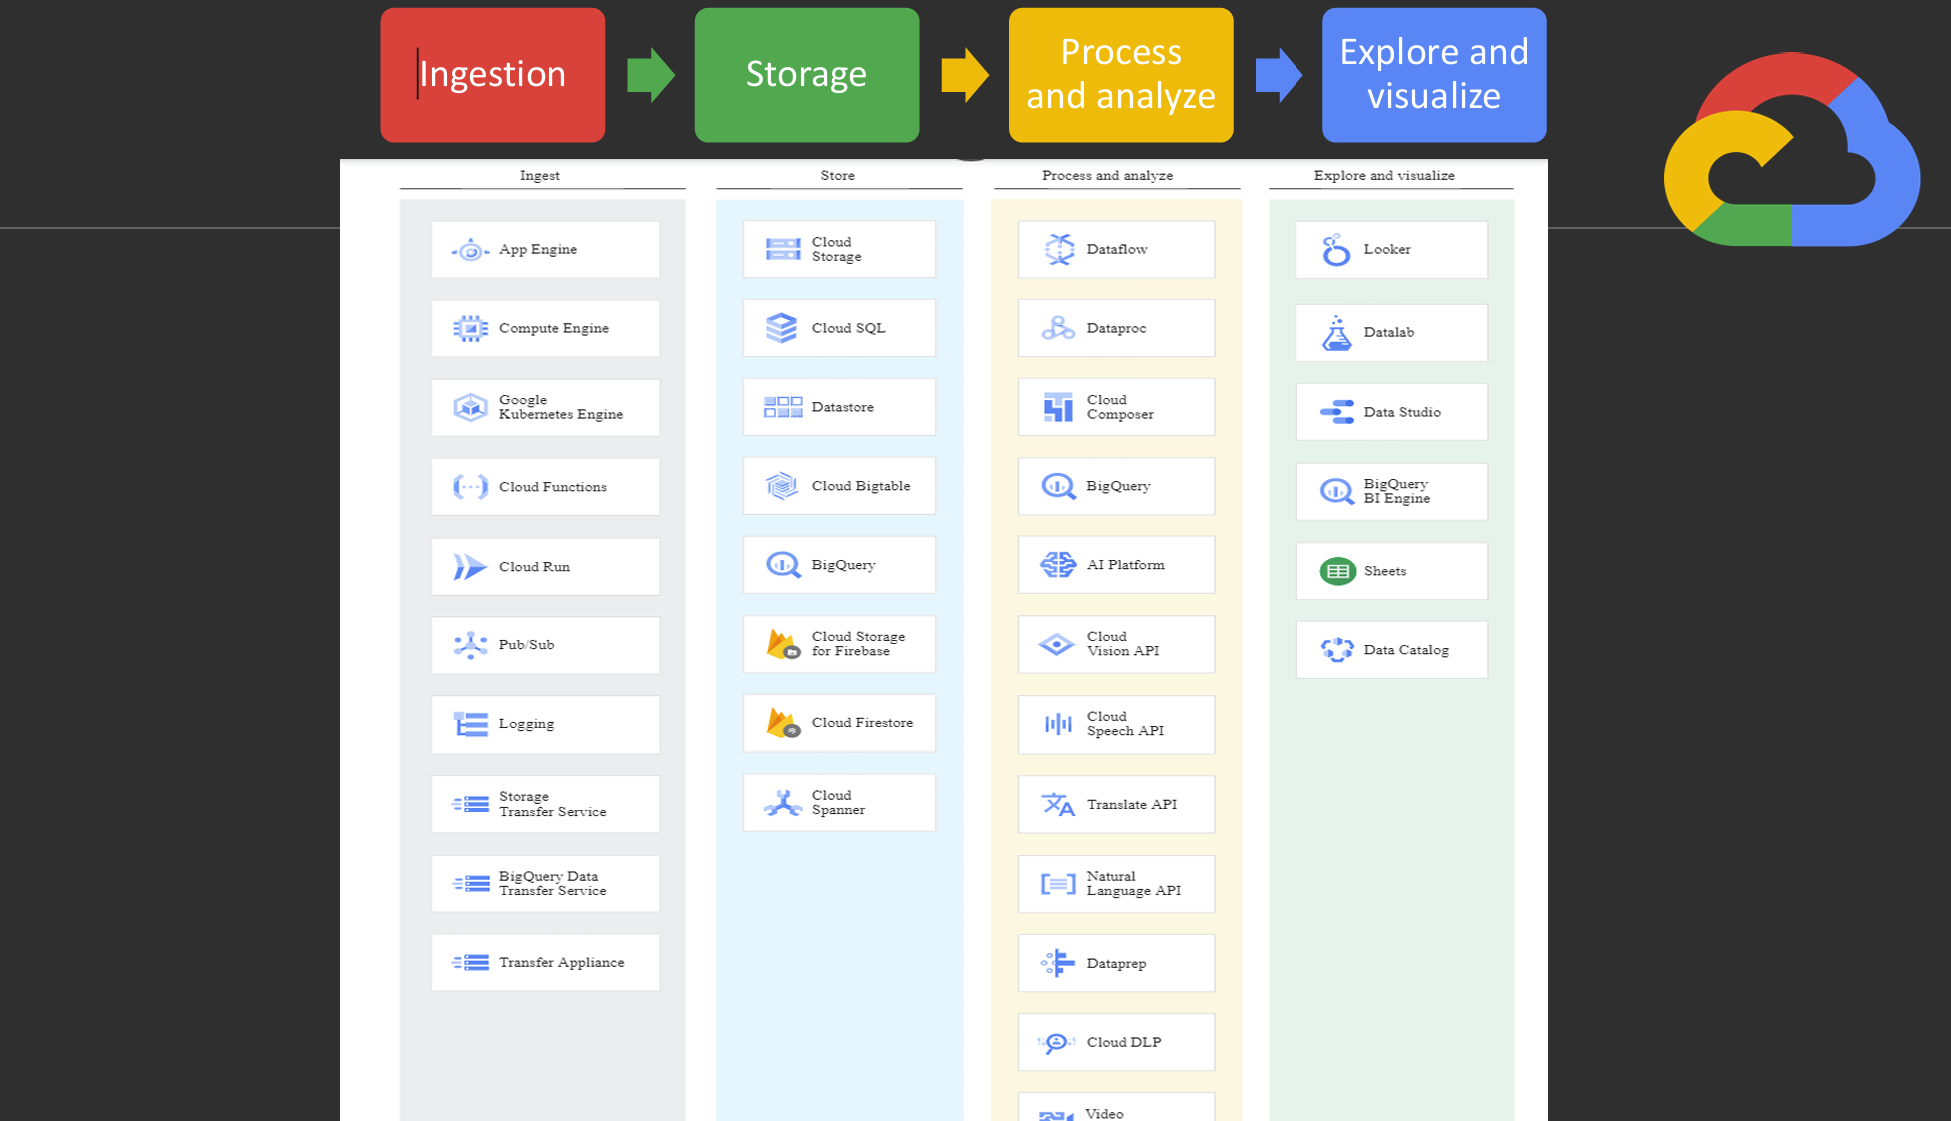 Ingestion
Storage
Process
and analyze
Explore and
visualize
Ingest
App Engine
Compute Engine
Google
Kubernetes Engine
Cloud Functions
Cloud Run
Pub/Sub
Logging
Storage
Transfer Service
BigQuery Data
Transfer Service
Transfer Appliance
Store
Cloud
Storage
Cloud SQL
Datastore
Cloud Bigtable
BigQuery
Cloud Storage
for Firebase
Cloud Firestore
Cloud
Spanner
Process and analyze
Dataflow
Dataproc
Cloud
Composer
BigQuery
AI Platform
Cloud
Vision API
Cloud
Speech API
Translate API
Natural
Language API
Dataprep
Cloud DLP
Video
Explore and visualize
Looker
Datalab
Data Studio
BigQuery
BI Engine
Sheets
Data Catalog